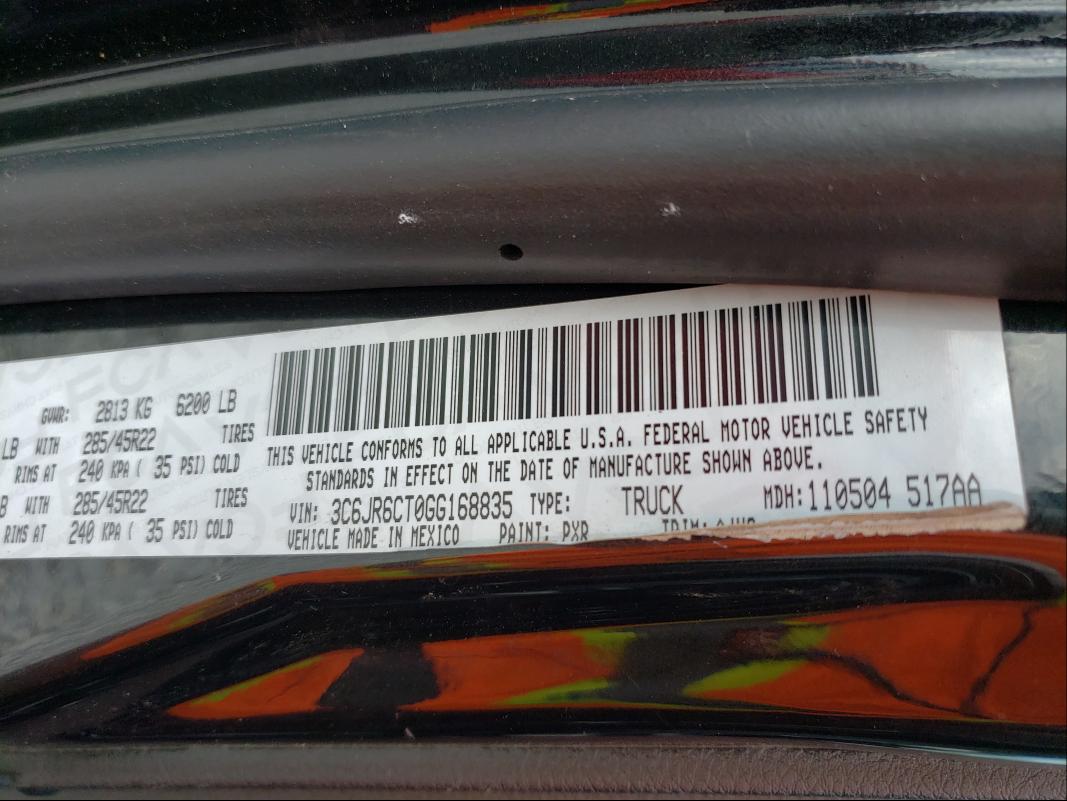 GVWR: 2813 KG 6200 LB
LB WITH 285/45R22 TIRES
RIMS AT 240 KPA ( 35 PSI) COLD
WITH 285/45R22 TIRES
RIMS AT 240 KPA ( 35 PSI) COLD
THIS VEHICLE CONFORMS TO ALL APPLICABLE U.S.A. FEDERAL MOTOR VEHICLE SAFETY
STANDARDS IN EFFECT ON THE DATE OF MANUFACTURE SHOWN ABOVE.
VIN: 3C6JR6CT0GG168835 TYPE: TRUCK MDH:110504 517AA
VEHICLE MADE IN MEXICO PAINT: PXR TRIM: